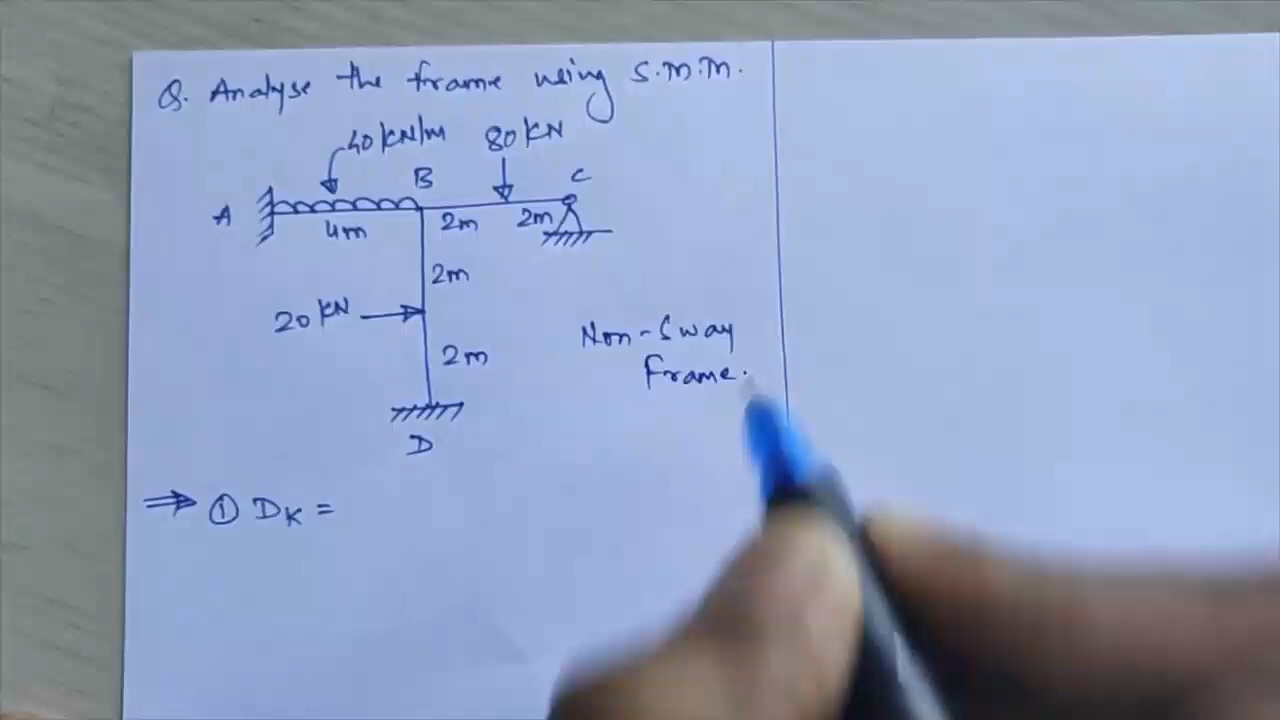 Q. Analyse the frame using S.M.M.
40 kN/m 80 KN
A B C
4m 2m 2m
2m
20 KN
2m
D
Non-Sway
frame.
⇒ ① DK =